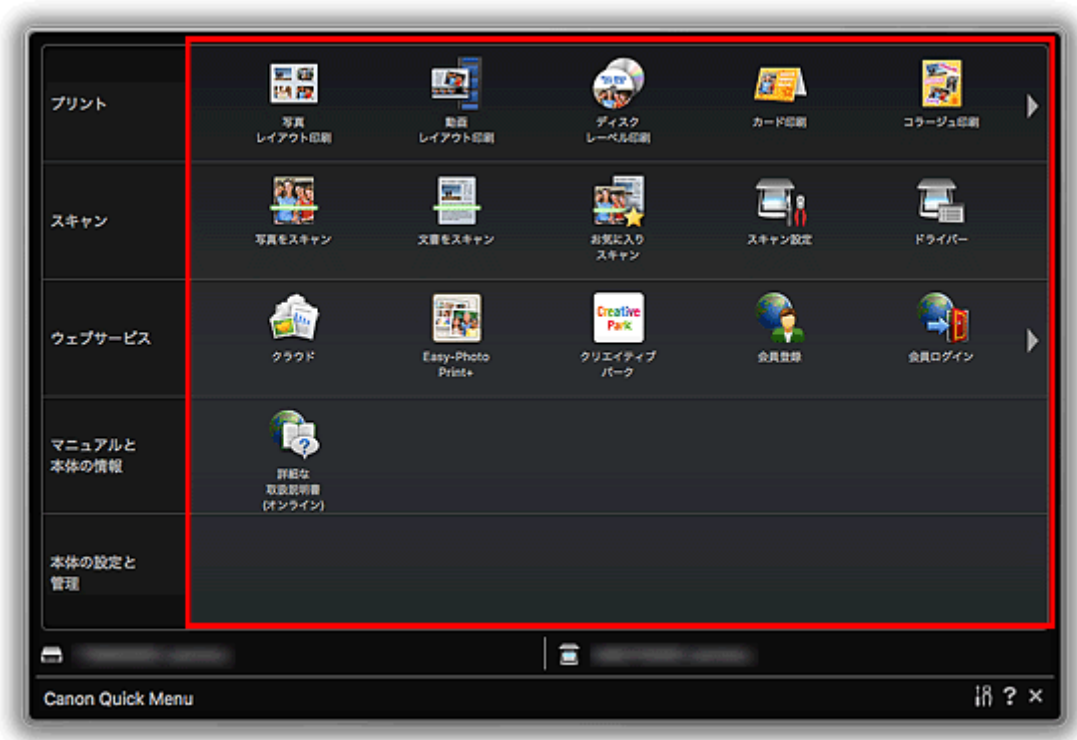 プリント
写真
レイアウト印刷
動画
レイアウト印刷
ディスク
レーベル印刷
カード印刷
コラージュ印刷
スキャン
写真をスキャン
文書をスキャン
お気に入り
スキャン
スキャン設定
ドライバー
ウェブサービス
クラウド
Easy-Photo
Print+
Creative
Park
クリエイティブ
パーク
会員登録
会員ログイン
マニュアルと
本体の情報
詳細な
取扱説明書
(オンライン)
本体の設定と
管理
Canon Quick Menu